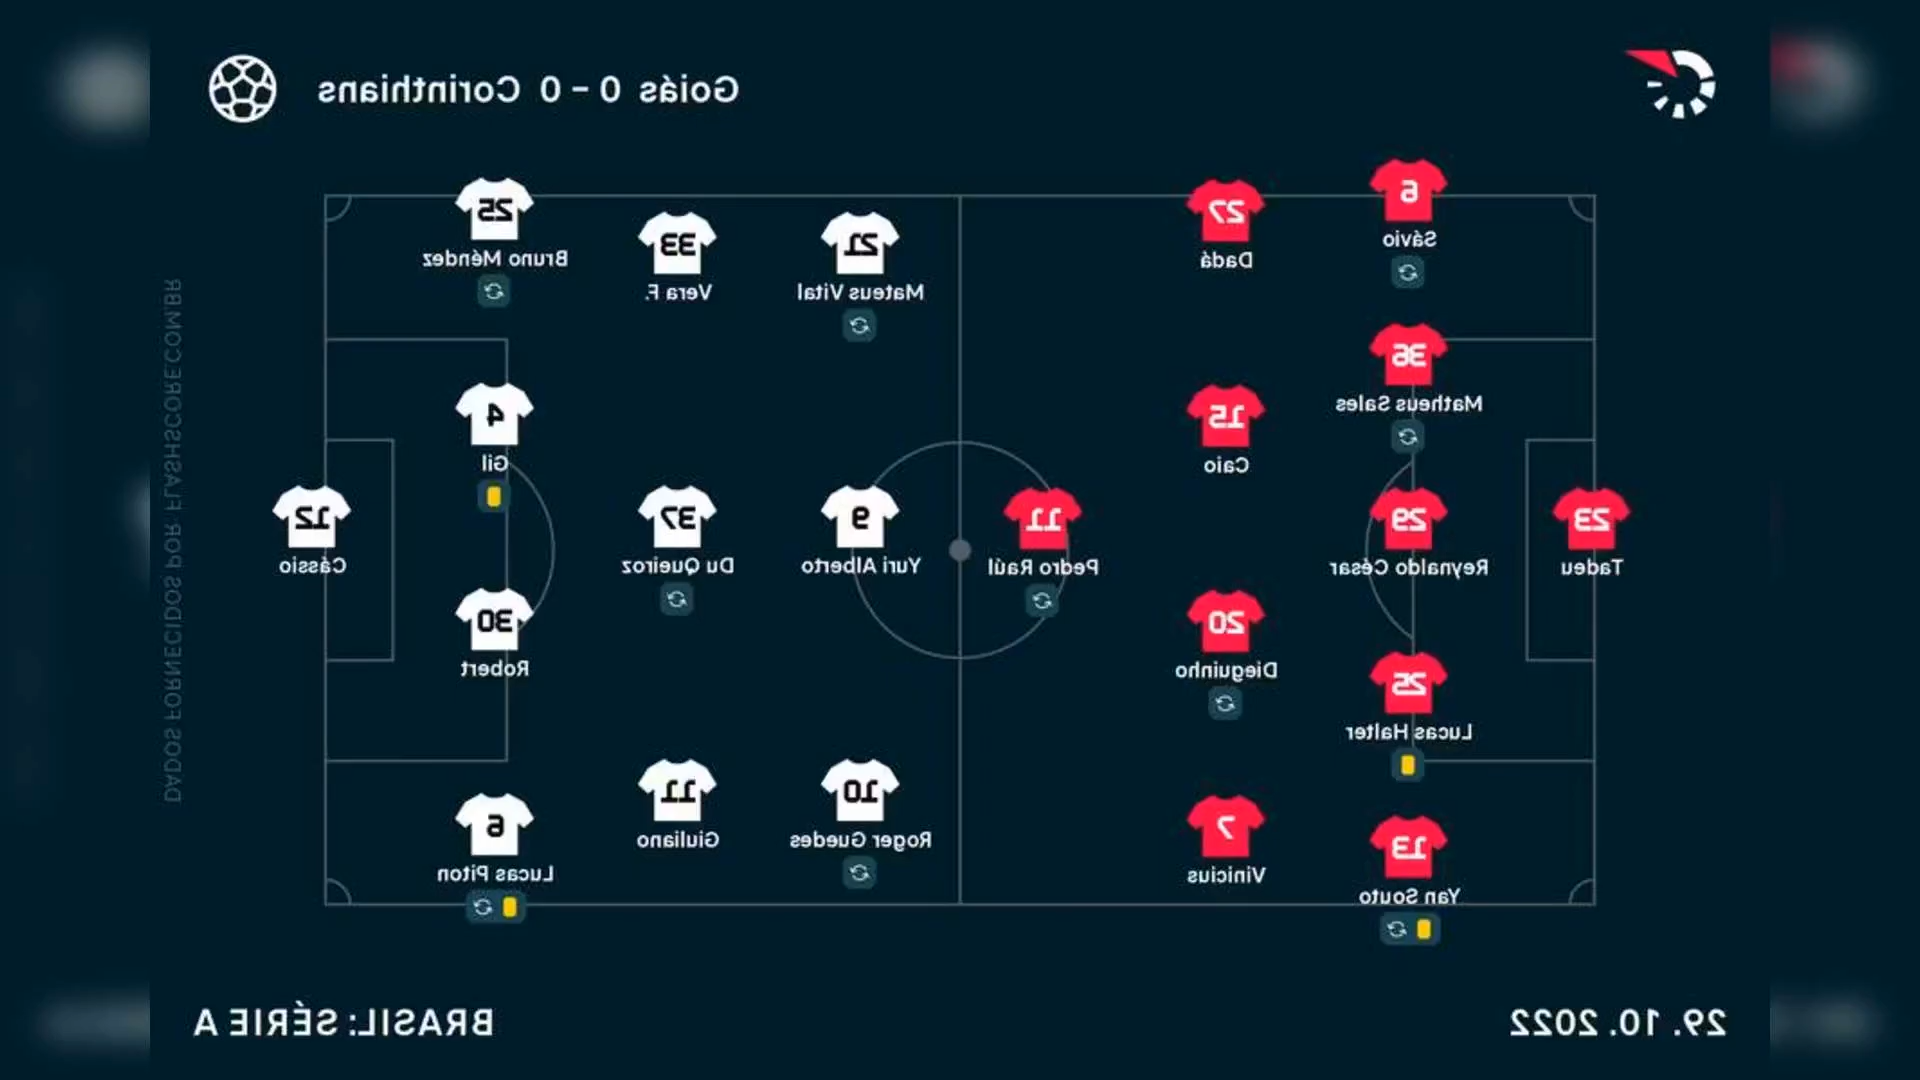 Goiás 0 - 0 Corinthians
6
Sávio
27
Dadá
36
Matheus Sales
15
Caio
23
Tadeu
29
Reynaldo César
11
Pedro Raúl
20
Dieguinho
25
Lucas Halter
7
Vinicius
13
Yan Souto
21
Mateus Vital
33
Vera F.
25
Bruno Méndez
4
Gil
9
Yuri Alberto
37
Du Queiroz
12
Cássio
30
Robert
10
Roger Guedes
11
Giuliano
6
Lucas Piton
DADOS FORNECIDOS POR FLASHSCORE.COM.BR
29. 10. 2022
BRASIL: SÉRIE A